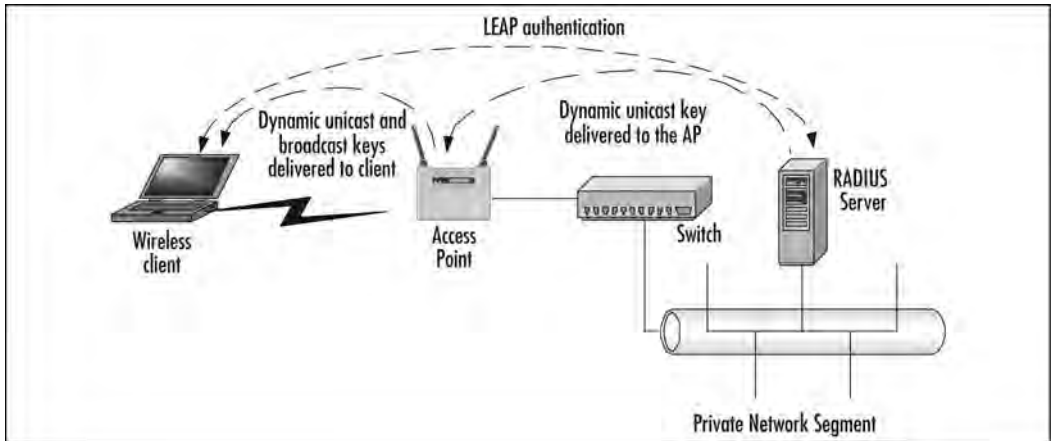 LEAP authentication
Dynamic unicast and
broadcast keys
delivered to client
Dynamic unicast key
delivered to the AP
RADIUS
Server
Wireless
client
Access
Point
Switch
Private Network Segment